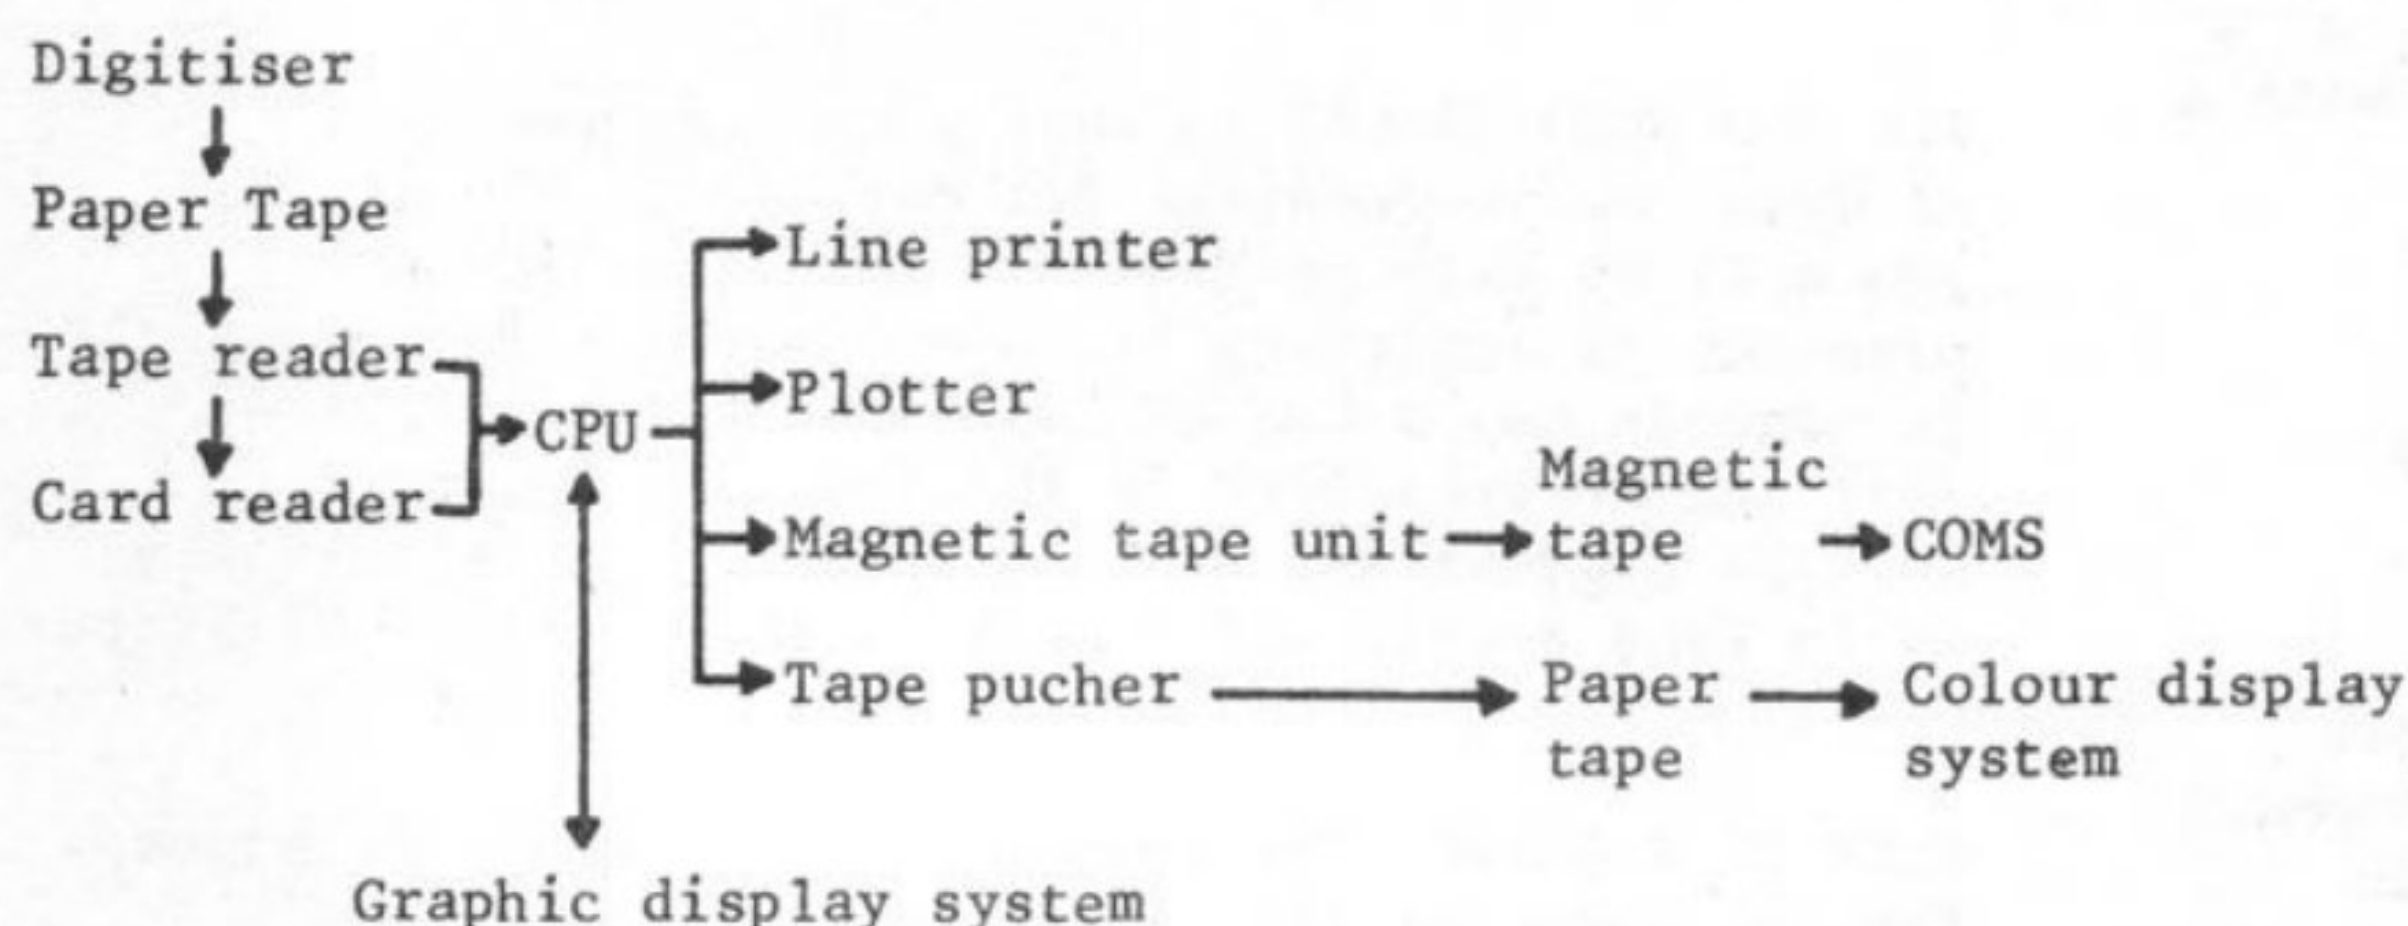 Digitiser
Paper Tape
Tape reader
Card reader
CPU
Line printer
Plotter
Magnetic tape unit
Magnetic
tape
COMS
Tape pucher
Paper
tape
Colour display
system
Graphic display system